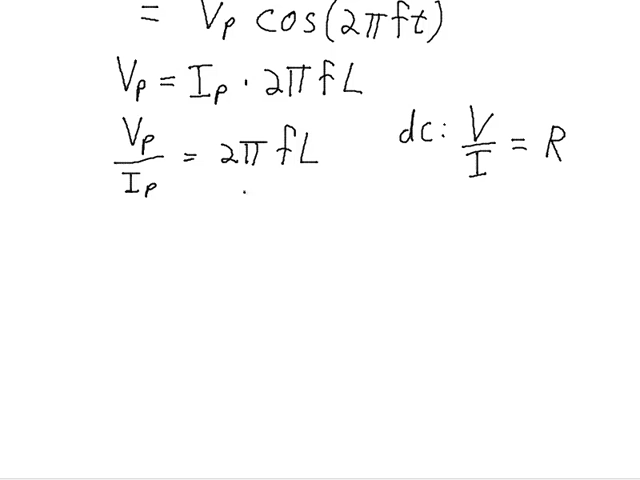 = Vp cos(2πft)
Vp = Ip · 2πfL
Vp/Ip = 2πfL
dc: V/I = R